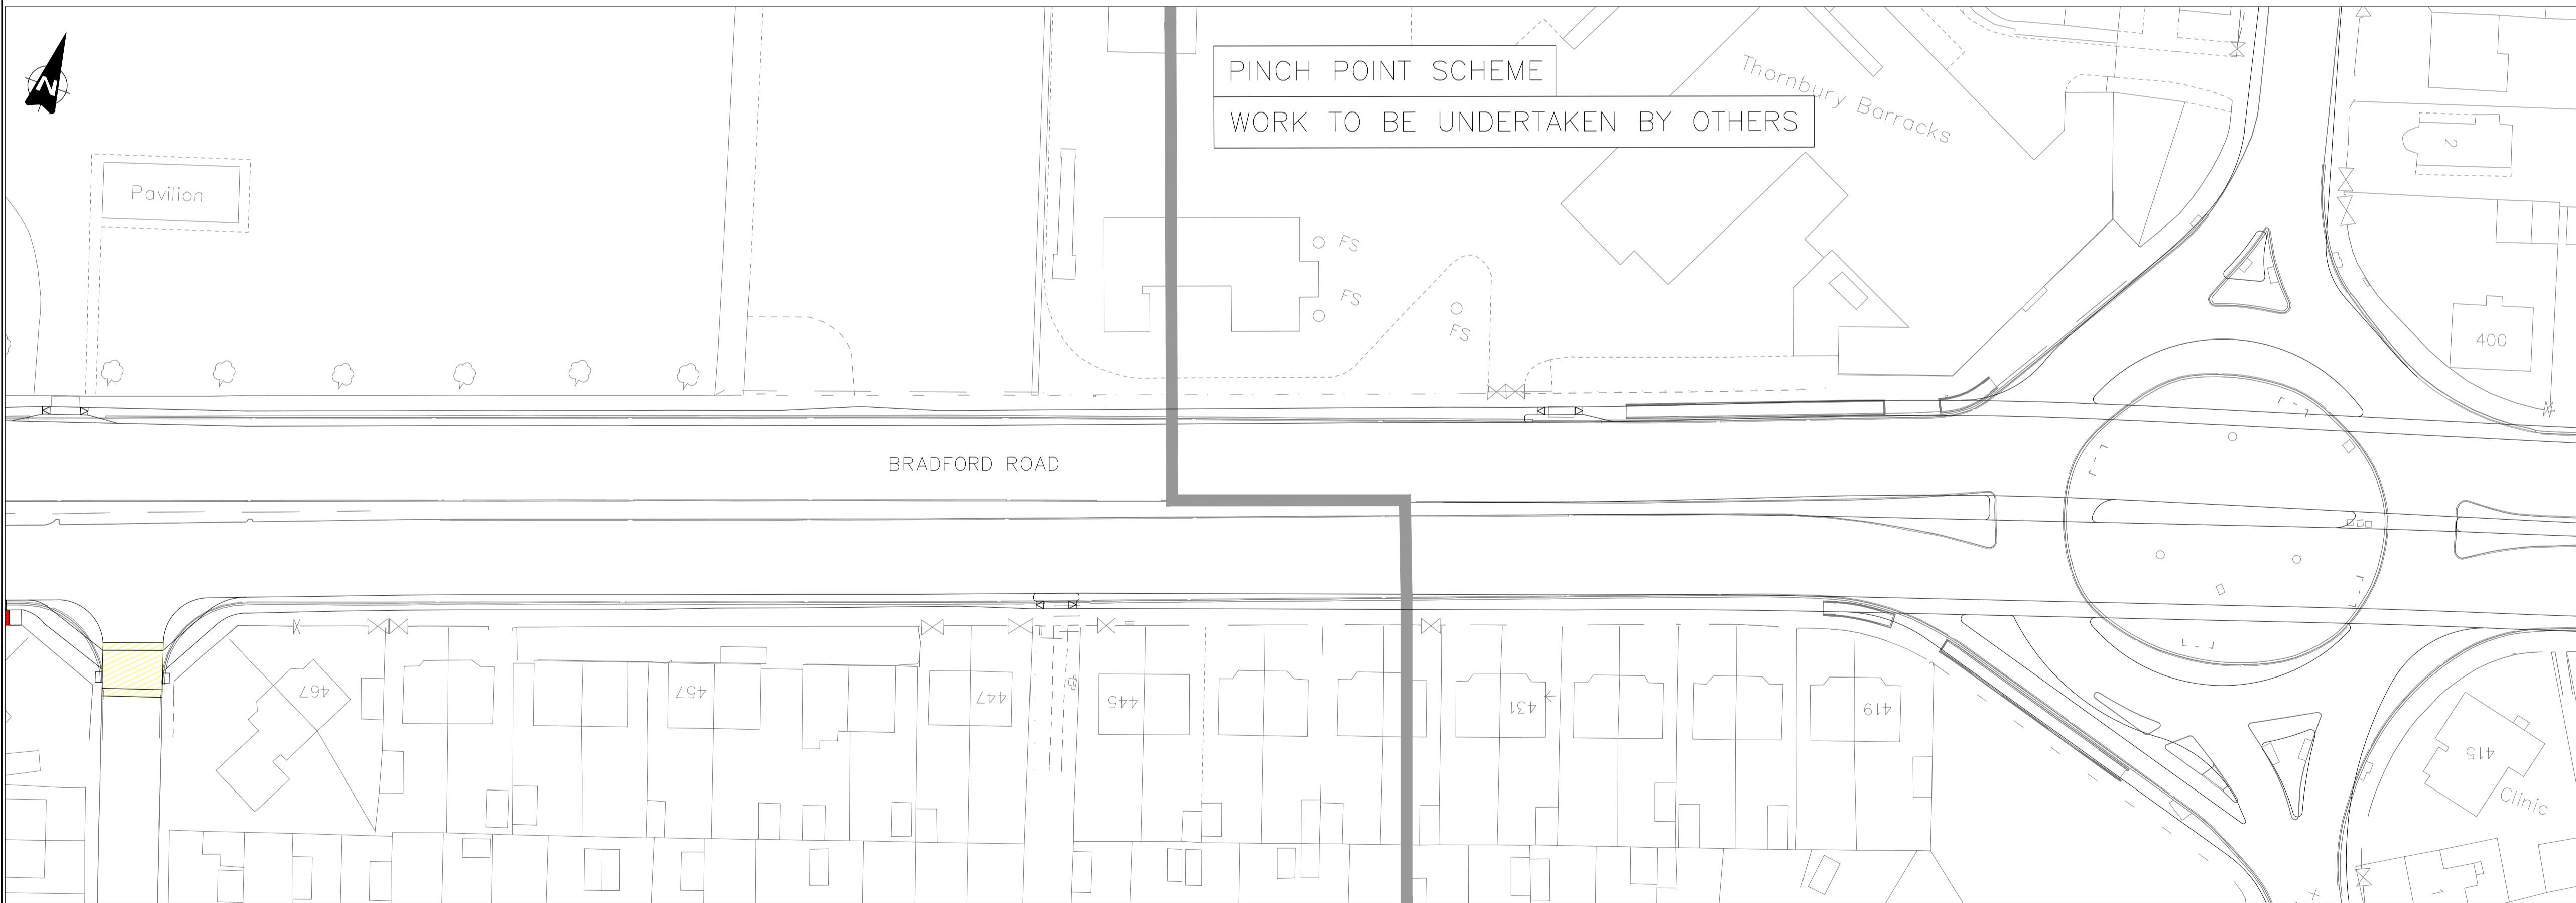 N
PINCH POINT SCHEME
WORK TO BE UNDERTAKEN BY OTHERS
Thornbury Barracks
Pavilion
2
FS
FS
FS
400
BRADFORD ROAD
467
457
447
445
431
419
415
Clinic
1